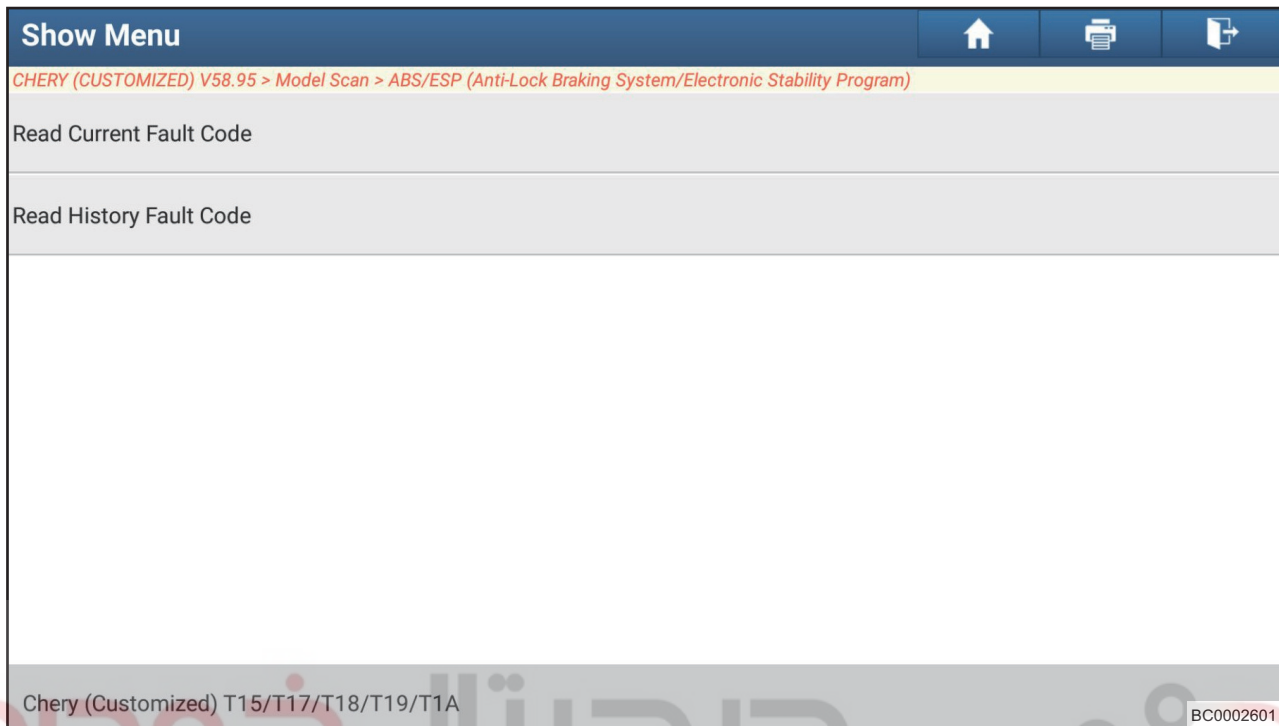 Show Menu
CHERY (CUSTOMIZED) V58.95 > Model Scan > ABS/ESP (Anti-Lock Braking System/Electronic Stability Program)
Read Current Fault Code
Read History Fault Code
Chery (Customized) T15/T17/T18/T19/T1A
BC0002601